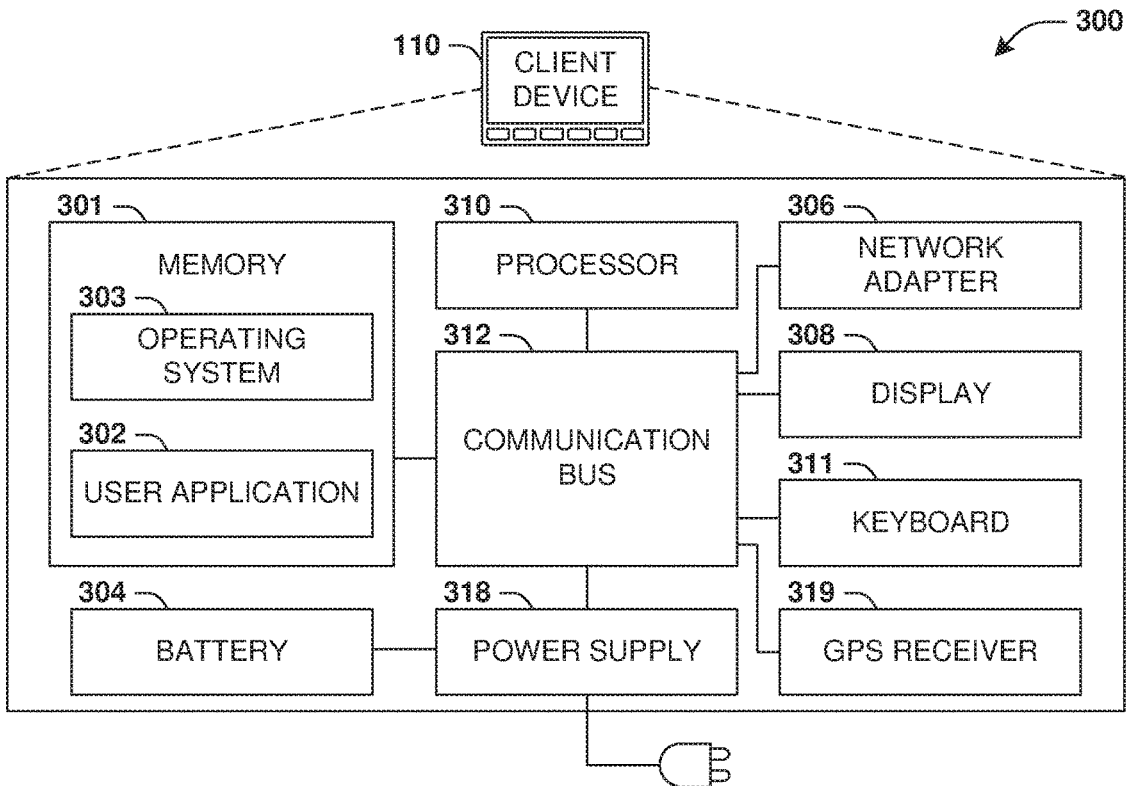 300
110
CLIENT
DEVICE
301
MEMORY
303
OPERATING
SYSTEM
302
USER APPLICATION
304
BATTERY
310
PROCESSOR
312
COMMUNICATION
BUS
318
POWER SUPPLY
306
NETWORK
ADAPTER
308
DISPLAY
311
KEYBOARD
319
GPS RECEIVER